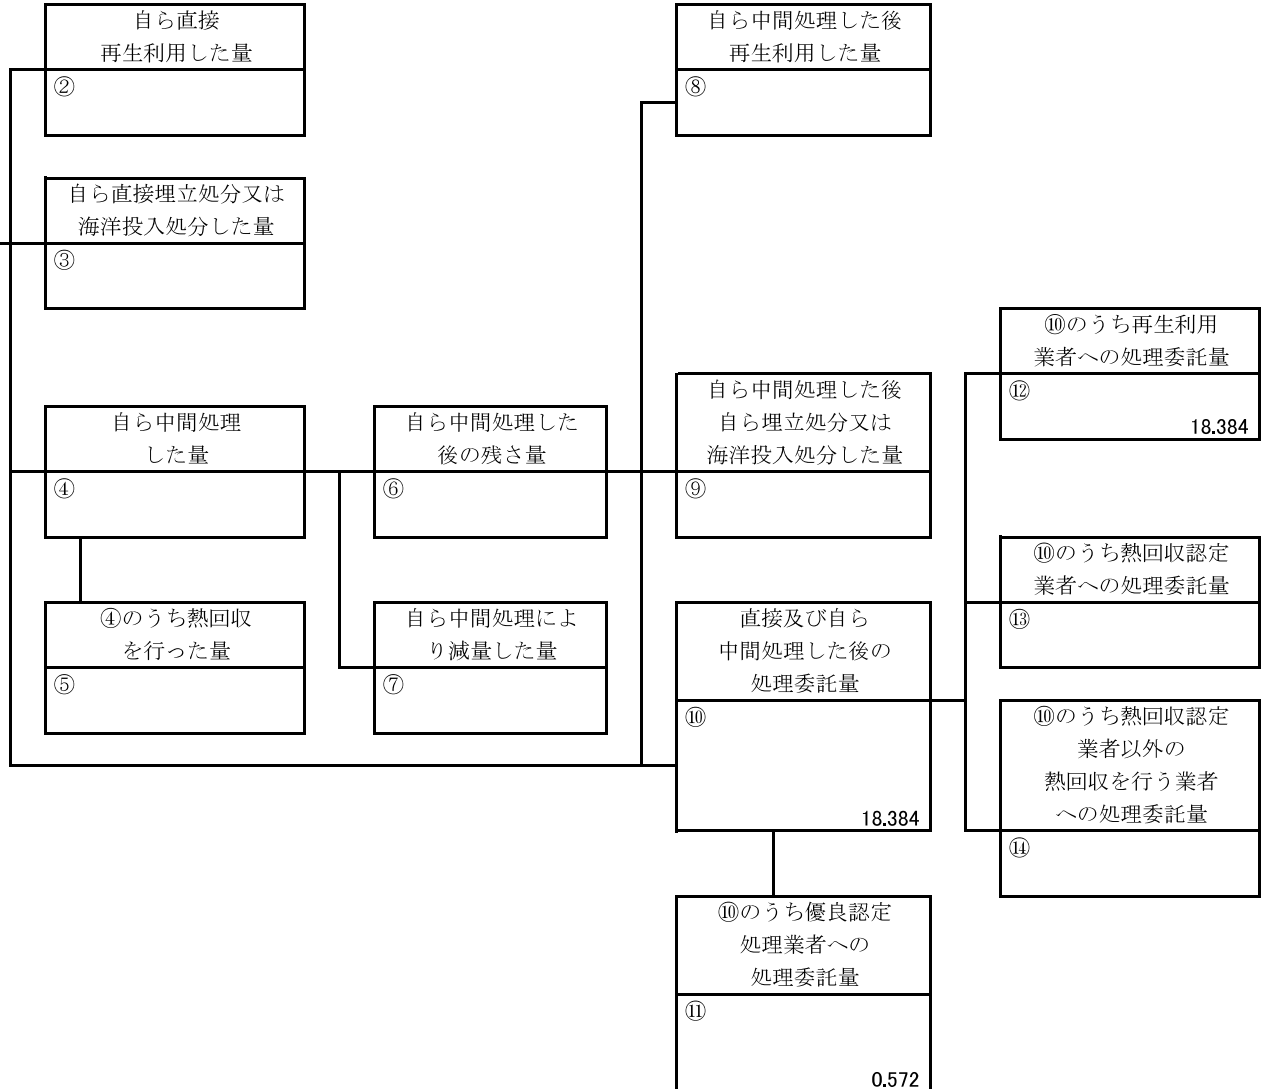 自ら直接
再生利用した量
②
自ら中間処理した後
再生利用した量
⑧
自ら直接埋立処分又は
海洋投入処分した量
③
⑩のうち再生利用
業者への処理委託量
⑫
18.384
自ら中間処理
した量
④
自ら中間処理した
後の残さ量
⑥
自ら中間処理した後
自ら埋立処分又は
海洋投入処分した量
⑨
⑩のうち熱回収認定
業者への処理委託量
⑬
④のうち熱回収
を行った量
⑤
自ら中間処理によ
り減量した量
⑦
直接及び自ら
中間処理した後の
処理委託量
⑩
18.384
⑩のうち熱回収認定
業者以外の
熱回収を行う業者
への処理委託量
⑭
⑩のうち優良認定
処理業者への
処理委託量
⑪
0.572